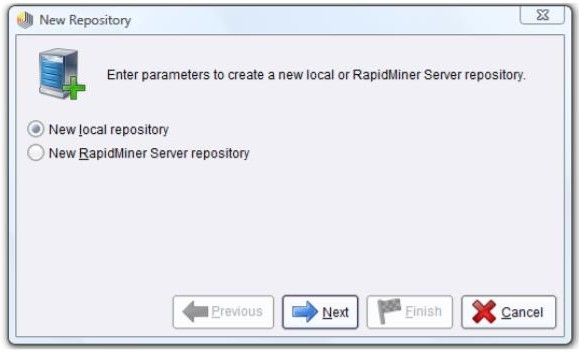 New Repository
Enter parameters to create a new local or RapidMiner Server repository.
New local repository
New RapidMiner Server repository
Previous Next Finish Cancel